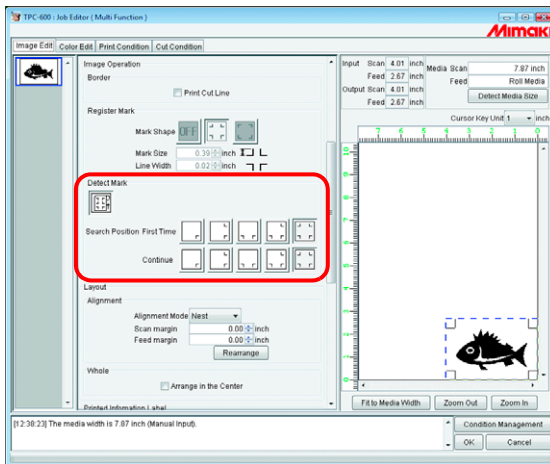 TPC-600 : Job Editor ( Multi Function )
Mimaki
Image Edit Color Edit Print Condition Cut Condition
Image Operation
Border
Print Cut Line
Register Mark
Mark Shape OFF
Mark Size 0.39 inch
Line Width 0.02 inch
Detect Mark
Search Position First Time
Continue
Layout
Alignment
Alignment Mode Nest
Scan margin 0.00 inch
Feed margin 0.00 inch
Rearrange
Whole
Arrange in the Center
Printed Infomation Label
Input Scan 4.01 inch
Feed 2.67 inch
Output Scan 4.01 inch
Feed 2.67 inch
Media Scan 7.87 inch
Feed Roll Media
Detect Media Size
Cursor Key Unit 1 inch
7 6 5 4 3 2 1 0
Fit to Media Width Zoom Out Zoom In
[12:38:23] The media width is 7.87 inch (Manual Input).
Condition Management
OK Cancel